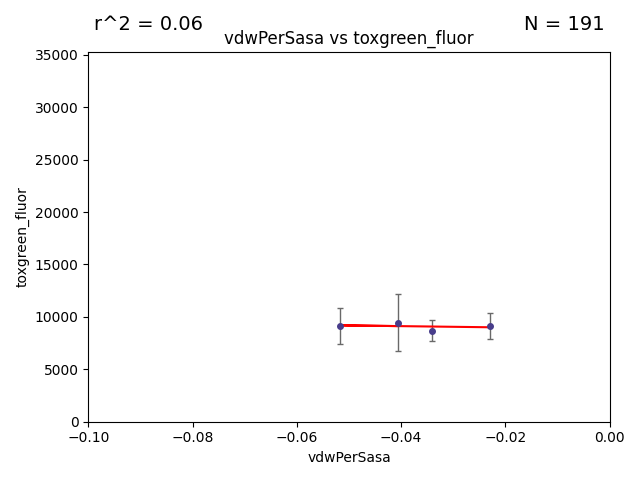 r^2 = 0.06
N = 191
vdwPerSasa vs toxgreen_fluor
35000
30000
25000
20000
15000
10000
5000
0
toxgreen_fluor
−0.10
−0.08
−0.06
−0.04
−0.02
0.00
vdwPerSasa